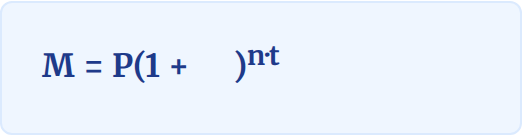 M = P(1 +    )ⁿ·ᵗ